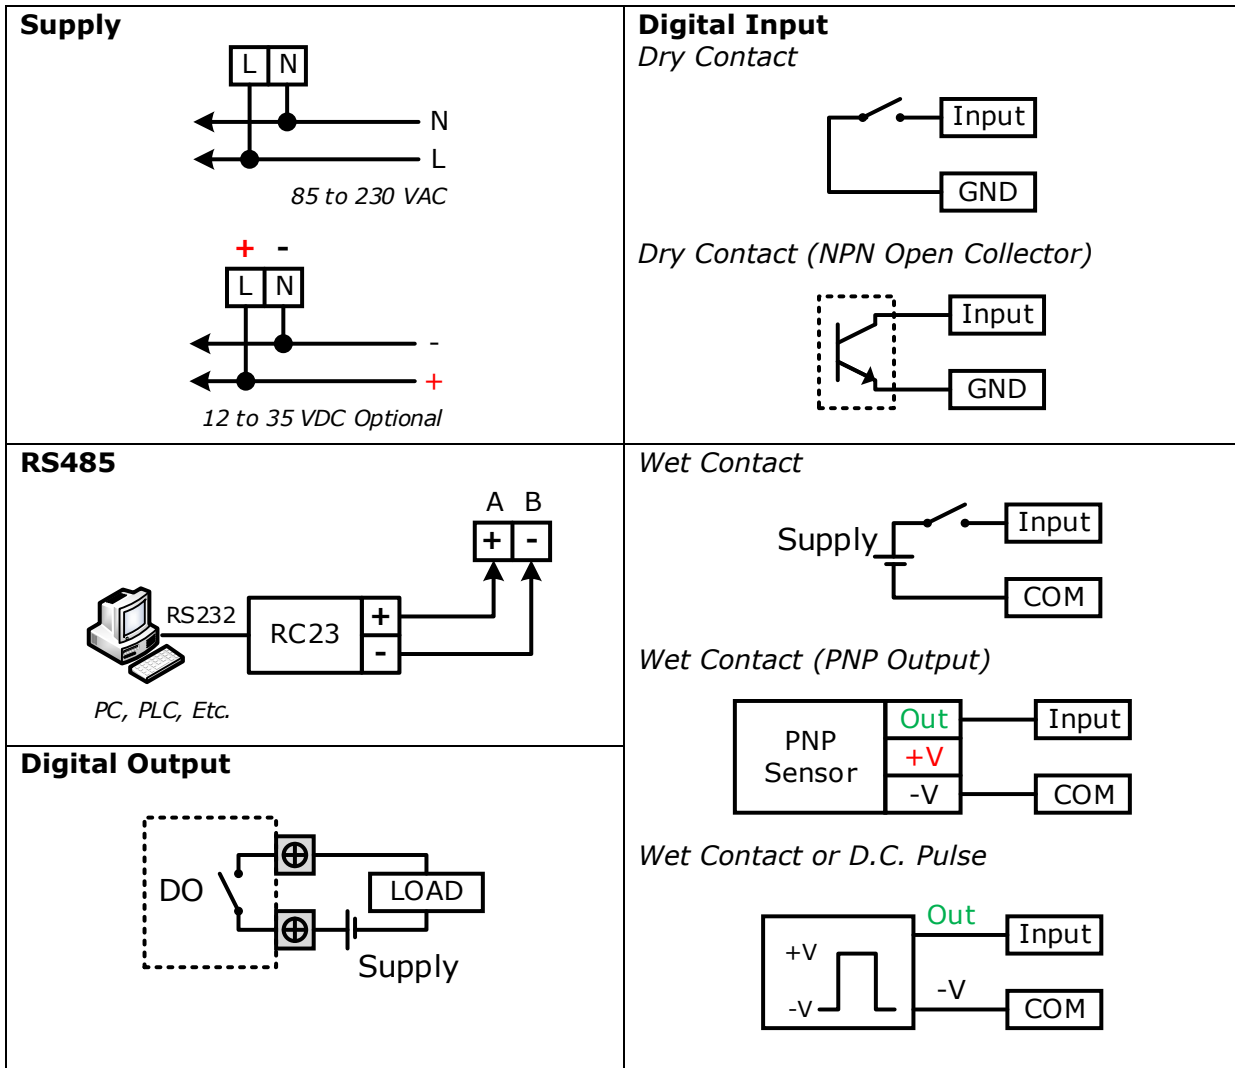 Supply
L N
N
L
85 to 230 VAC
+ -
L N
-
+
12 to 35 VDC Optional
RS485
A B
+ -
RS232
RC23
+
-
PC, PLC, Etc.
Digital Output
DO
LOAD
Supply
Digital Input
Dry Contact
Input
GND
Dry Contact (NPN Open Collector)
Input
GND
Wet Contact
Supply
Input
COM
Wet Contact (PNP Output)
PNP
Sensor
Out
+V
-V
Input
COM
Wet Contact or D.C. Pulse
+V
-V
Out
-V
Input
COM